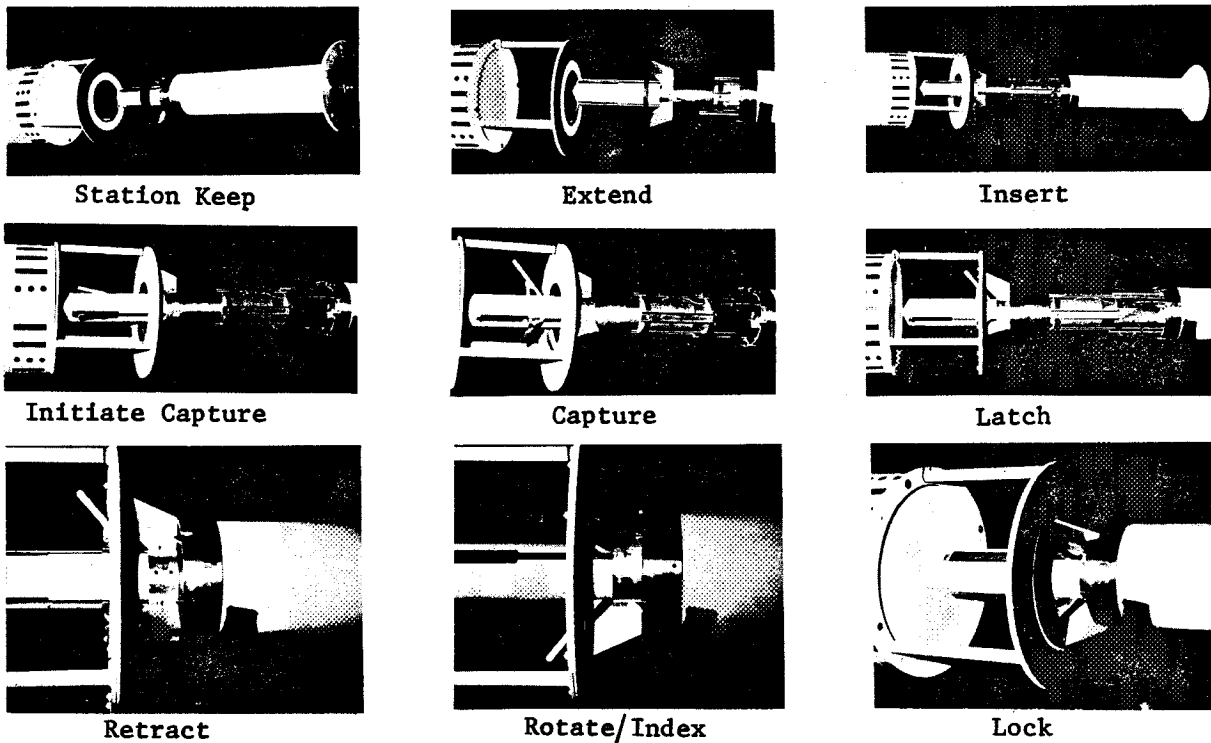 Station Keep
Extend
Insert
Initiate Capture
Capture
Latch
Retract
Rotate/Index
Lock